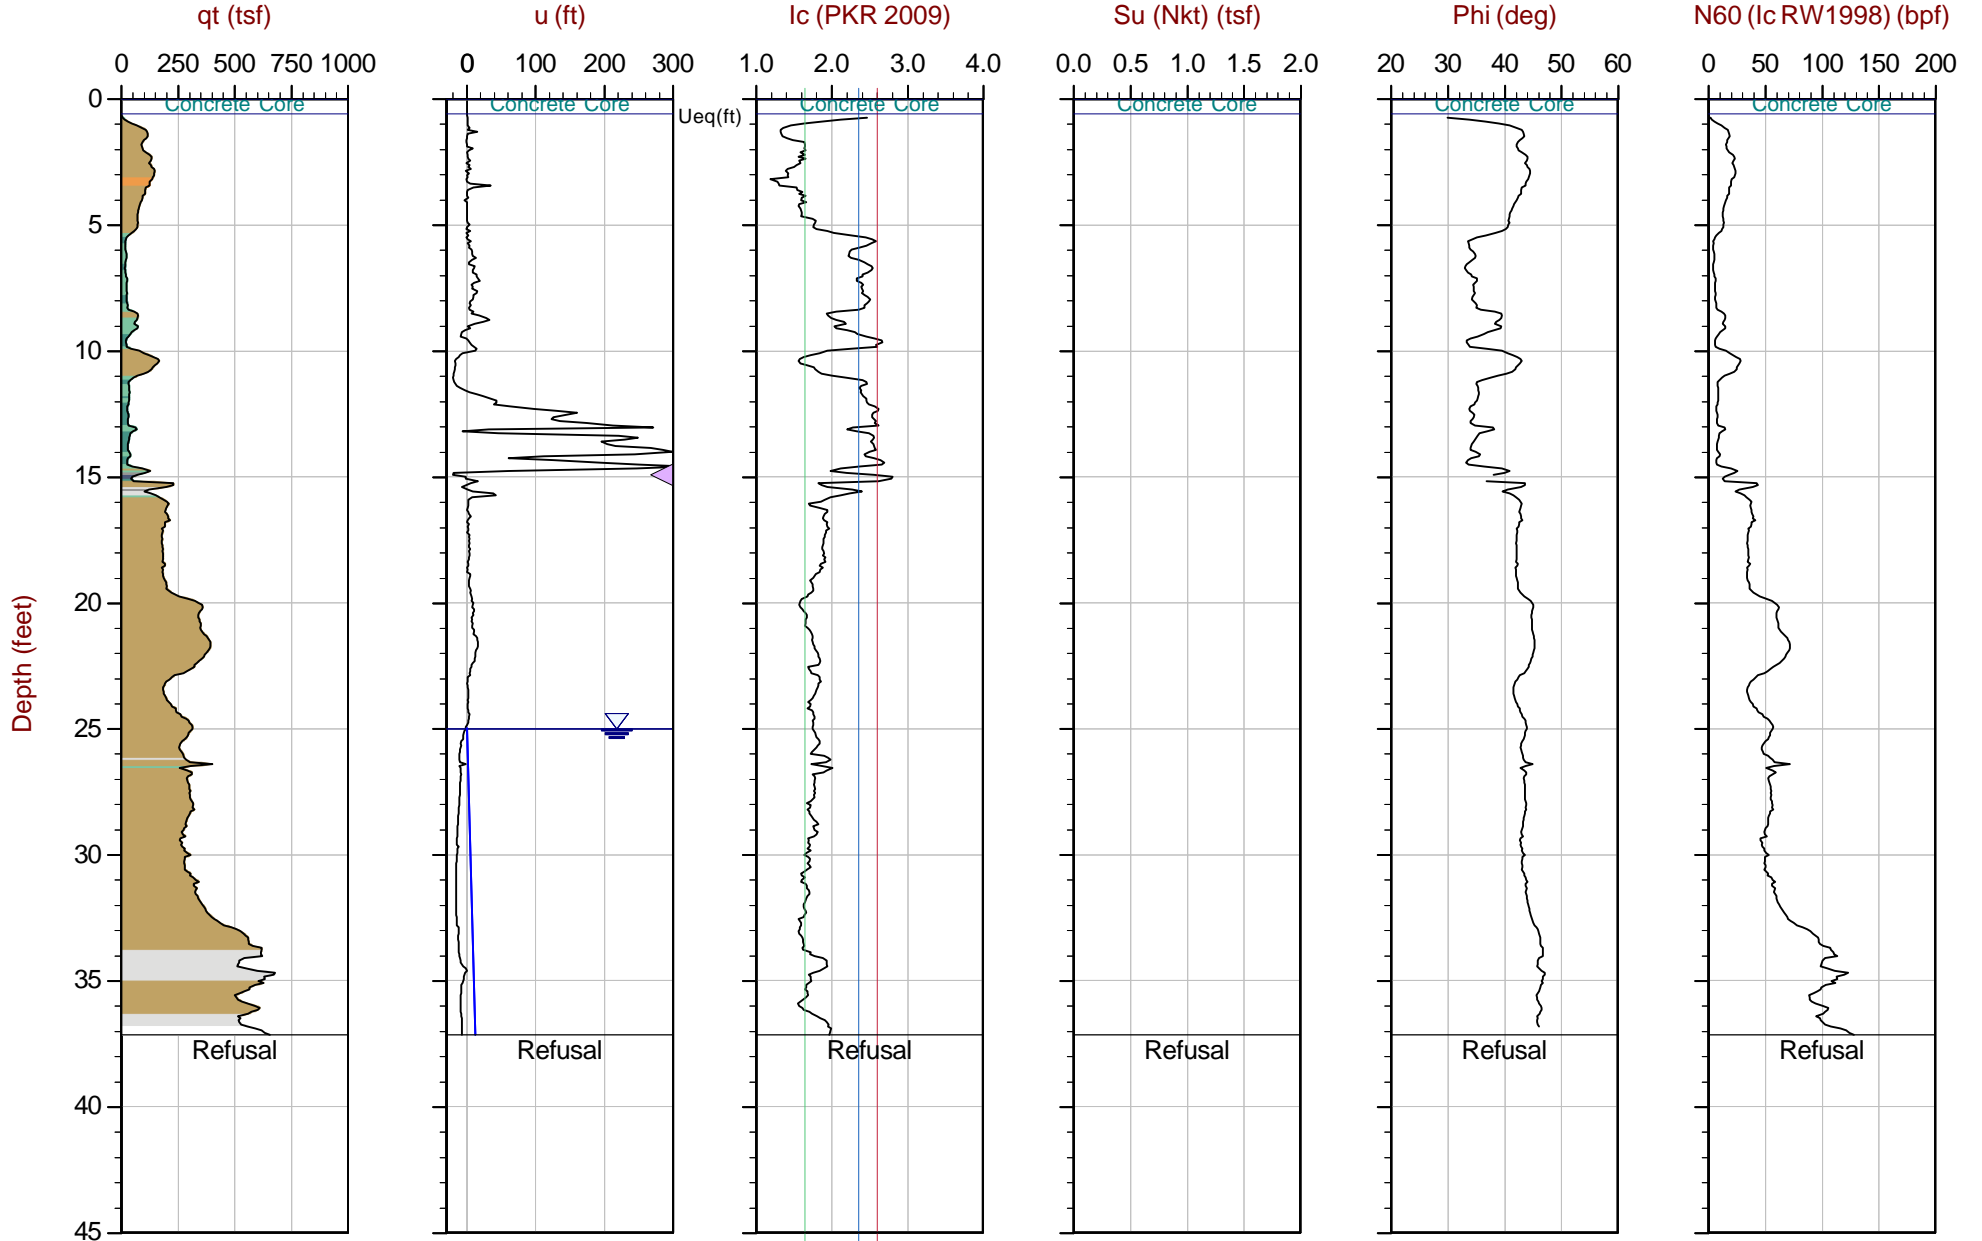 qt (tsf) u (ft) Ic (PKR 2009) Su (Nkt) (tsf) Phi (deg) N60 (Ic RW1998) (bpf)
0 250 500 750 1000 0 100 200 300 1.0 2.0 3.0 4.0 0.0 0.5 1.0 1.5 2.0 20 30 40 50 60 0 50 100 150 200
0 Concrete Core Concrete Core Concrete Core Concrete Core Concrete Core Concrete Core
Ueq(ft)
5
10
15
20
Depth (feet)
25
30
35
Refusal Refusal Refusal Refusal Refusal Refusal
40
45